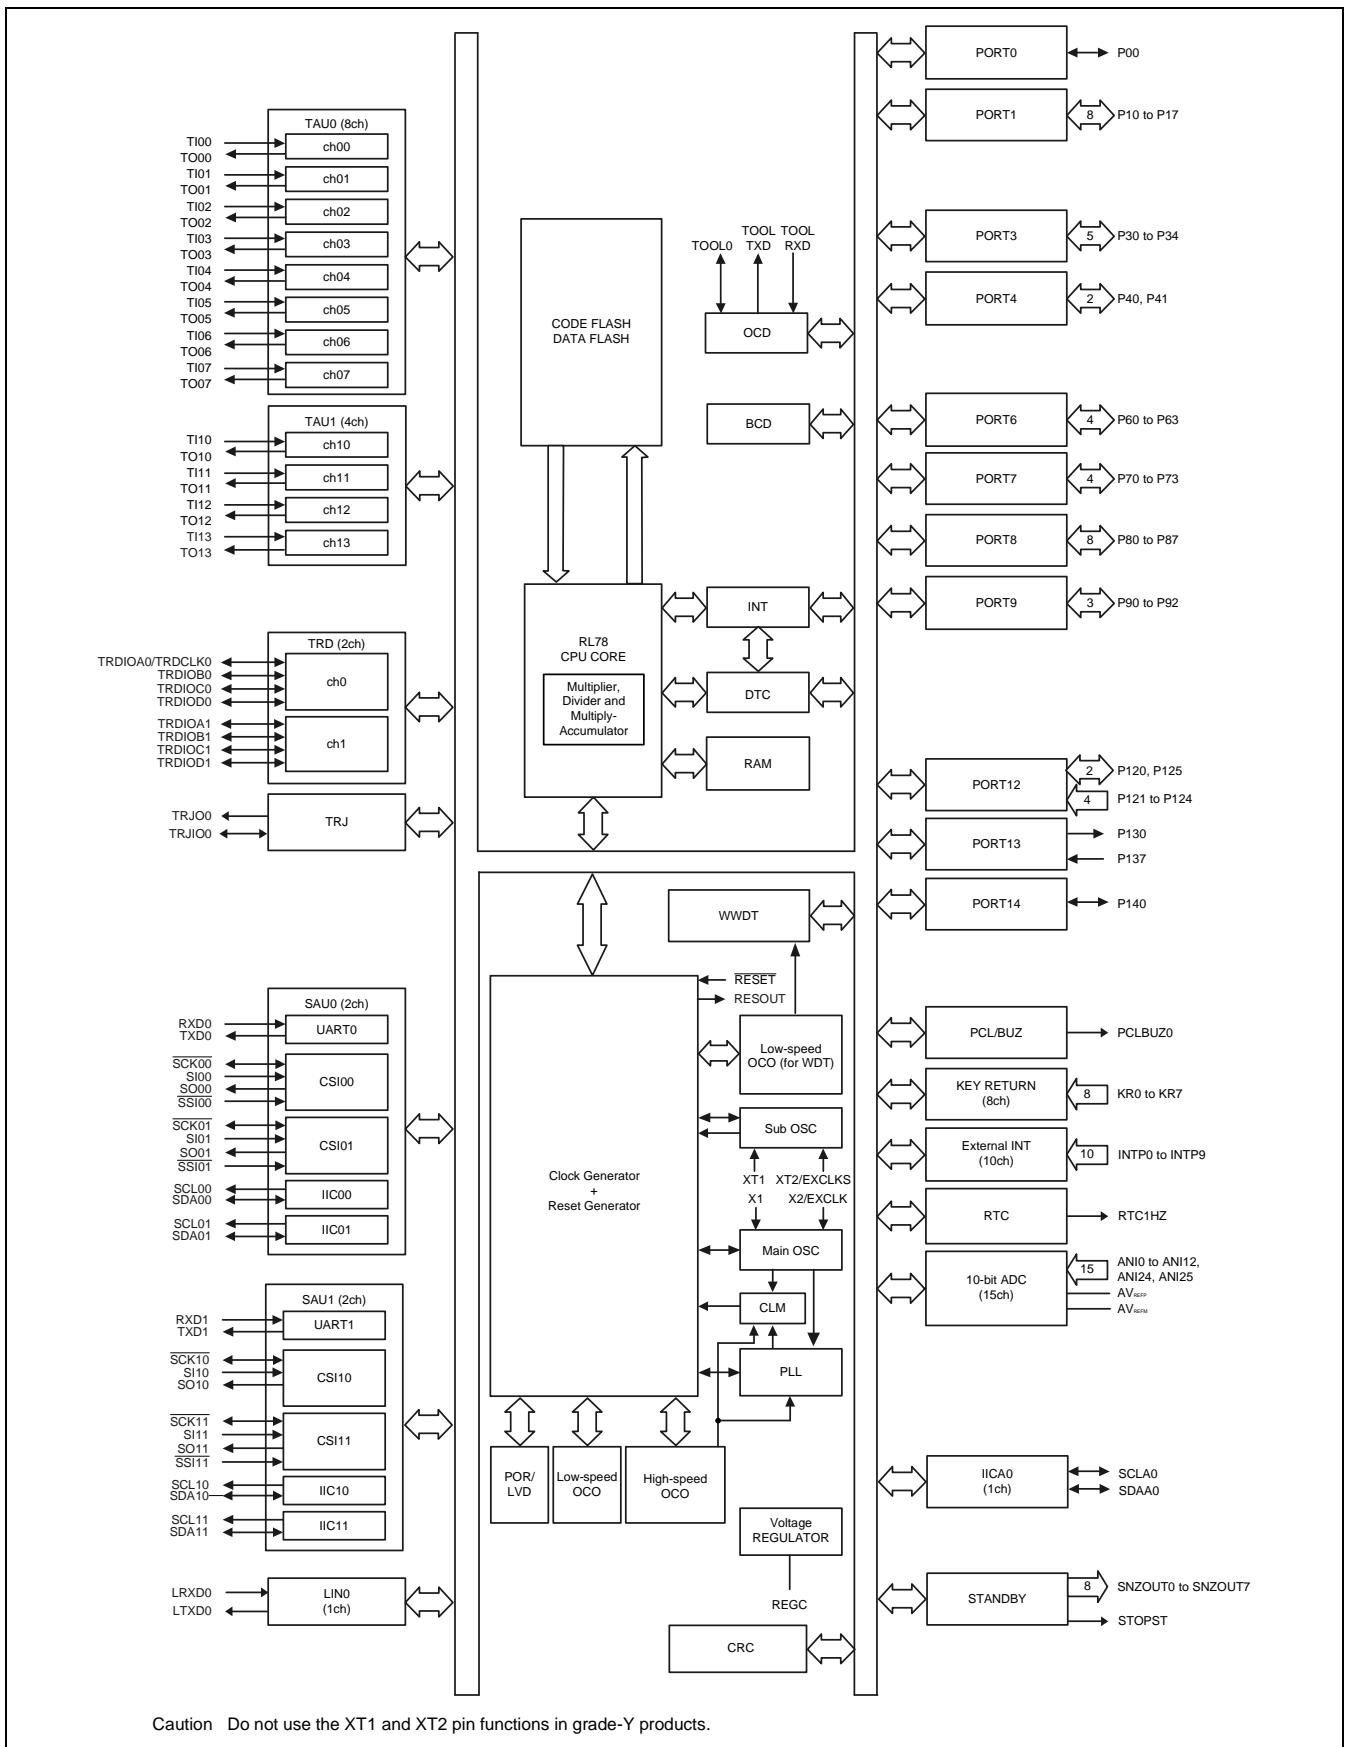 TAU0 (8ch)
TI00
TO00
ch00
TI01
TO01
ch01
TI02
TO02
ch02
TI03
TO03
ch03
TI04
TO04
ch04
TI05
TO05
ch05
TI06
TO06
ch06
TI07
TO07
ch07
TAU1 (4ch)
TI10
TO10
ch10
TI11
TO11
ch11
TI12
TO12
ch12
TI13
TO13
ch13
TRD (2ch)
TRDIOA0/TRDCLK0
TRDIOB0
TRDIOC0
TRDIOD0
ch0
TRDIOA1
TRDIOB1
TRDIOC1
TRDIOD1
ch1
TRJO0
TRJIO0
TRJ
SAU0 (2ch)
RXD0
TXD0
UART0
SCK00
SI00
SO00
SSI00
CSI00
SCK01
SI01
SO01
SSI01
CSI01
SCL00
SDA00
IIC00
SCL01
SDA01
IIC01
SAU1 (2ch)
RXD1
TXD1
UART1
SCK10
SI10
SO10
CSI10
SCK11
SI11
SO11
SSI11
CSI11
SCL10
SDA10
IIC10
SCL11
SDA11
IIC11
LRXD0
LTXD0
LIN0
(1ch)
CODE FLASH
DATA FLASH
TOOL0
TOOL
TXD
TOOL
RXD
OCD
BCD
RL78
CPU CORE
Multiplier,
Divider and
Multiply-
Accumulator
INT
DTC
RAM
WWDT
RESET
RESOUT
Low-speed
OCO (for WDT)
Clock Generator
+
Reset Generator
Sub OSC
XT1
XT2/EXCLKS
X1
X2/EXCLK
Main OSC
CLM
PLL
POR/
LVD
Low-speed
OCO
High-speed
OCO
Voltage
REGULATOR
REGC
CRC
PORT0
P00
PORT1
8
P10 to P17
PORT3
5
P30 to P34
PORT4
2
P40, P41
PORT6
4
P60 to P63
PORT7
4
P70 to P73
PORT8
8
P80 to P87
PORT9
3
P90 to P92
PORT12
2
P120, P125
4
P121 to P124
PORT13
P130
P137
PORT14
P140
PCL/BUZ
PCLBUZ0
KEY RETURN
(8ch)
8
KR0 to KR7
External INT
(10ch)
10
INTP0 to INTP9
RTC
RTC1HZ
10-bit ADC
(15ch)
15
ANI0 to ANI12,
ANI24, ANI25
AVREFP
AVREFM
IICA0
(1ch)
SCLA0
SDAA0
STANDBY
8
SNZOUT0 to SNZOUT7
STOPST
Caution Do not use the XT1 and XT2 pin functions in grade-Y products.